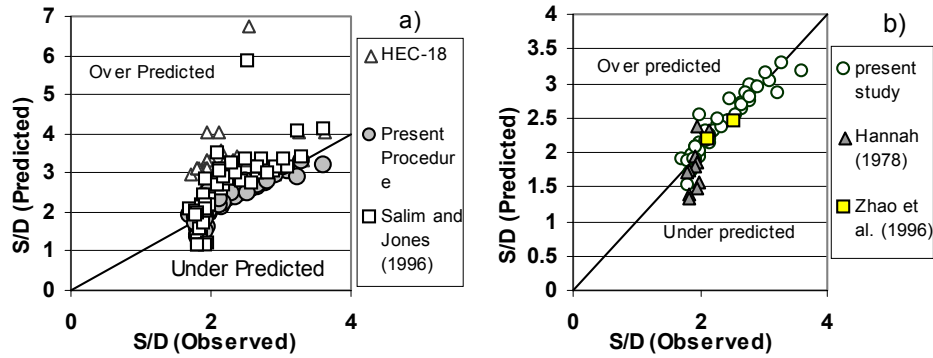 a)
7
6
5
4
3
2
1
0
S/D (Predicted)
Over Predicted
Under Predicted
0
2
4
S/D (Observed)
HEC-18
Present
Procedur
e
Salim and
Jones
(1996)
b)
4
3.5
3
2.5
2
1.5
1
0.5
0
S/D (Predicted)
Over predicted
Under predicted
0
1
2
3
4
S/D (Observed)
present
study
Hannah
(1978)
Zhao et
al. (1996)